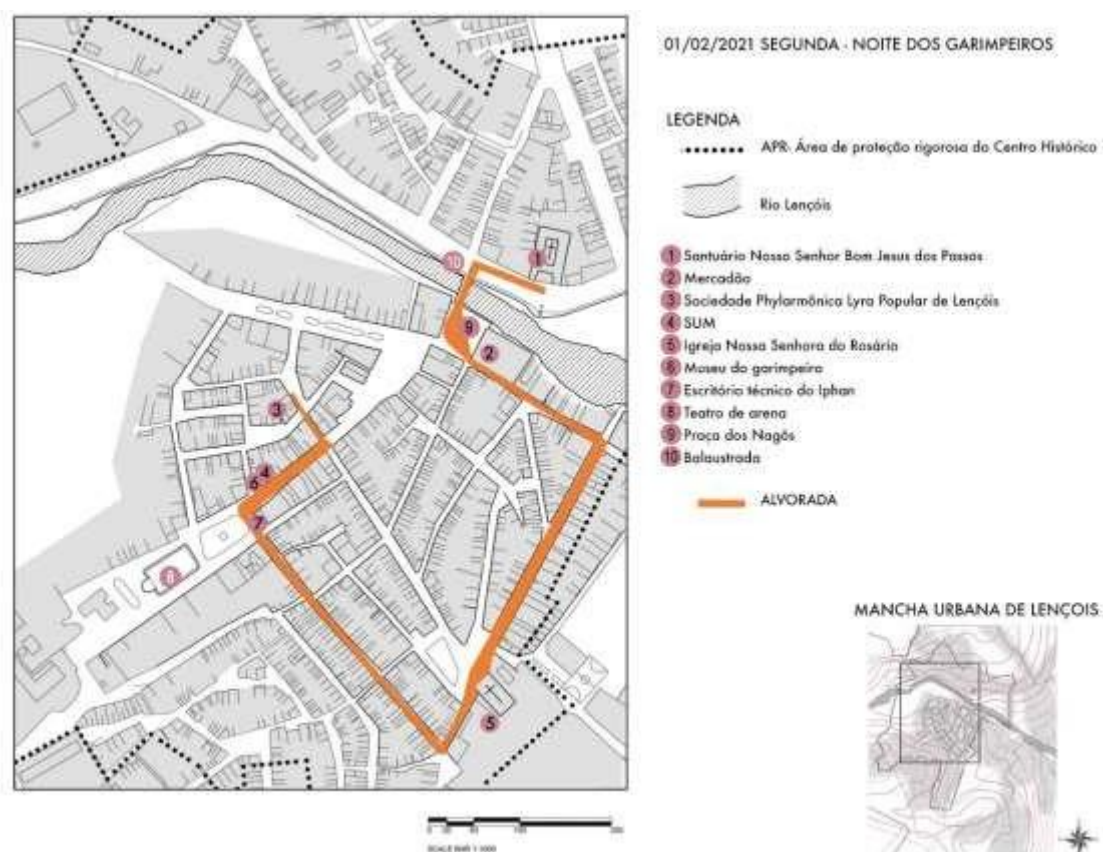 01/02/2021 SEGUNDA - NOITE DOS GARIMPEIROS
LEGENDA
APR- Área de proteção rigorosa do Centro Histórico
Rio Lençóis
1 Santuário Nosso Senhor Bom Jesus dos Passos
2 Mercadão
3 Sociedade Phylarmônica Lyra Popular de Lençóis
4 SUM
5 Igreja Nossa Senhora do Rosário
6 Museu do garimpeiro
7 Escritório técnico do Iphan
8 Teatro de arena
9 Praça dos Nagôs
10 Balaustrada
ALVORADA
MANCHA URBANA DE LENÇOIS
10
1
9
2
3
4
6
7
8
5